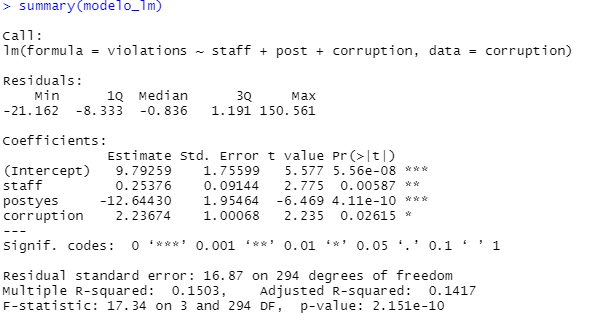 > summary(modelo_lm)
Call:
lm(formula = violations ~ staff + post + corruption, data = corruption)
Residuals:
    Min      1Q  Median      3Q     Max
-21.162  -8.333  -0.836   1.191 150.561
Coefficients:
             Estimate Std. Error t value Pr(>|t|)
(Intercept)   9.79259    1.75599   5.577 5.56e-08 ***
staff         0.25376    0.09144   2.775  0.00587 **
postyes     -12.64430    1.95464  -6.469 4.11e-10 ***
corruption    2.23674    1.00068   2.235  0.02615 *
---
Signif. codes:  0 ‘***’ 0.001 ‘**’ 0.01 ‘*’ 0.05 ‘.’ 0.1 ‘ ’ 1
Residual standard error: 16.87 on 294 degrees of freedom
Multiple R-squared:  0.1503,    Adjusted R-squared:  0.1417
F-statistic: 17.34 on 3 and 294 DF,  p-value: 2.151e-10